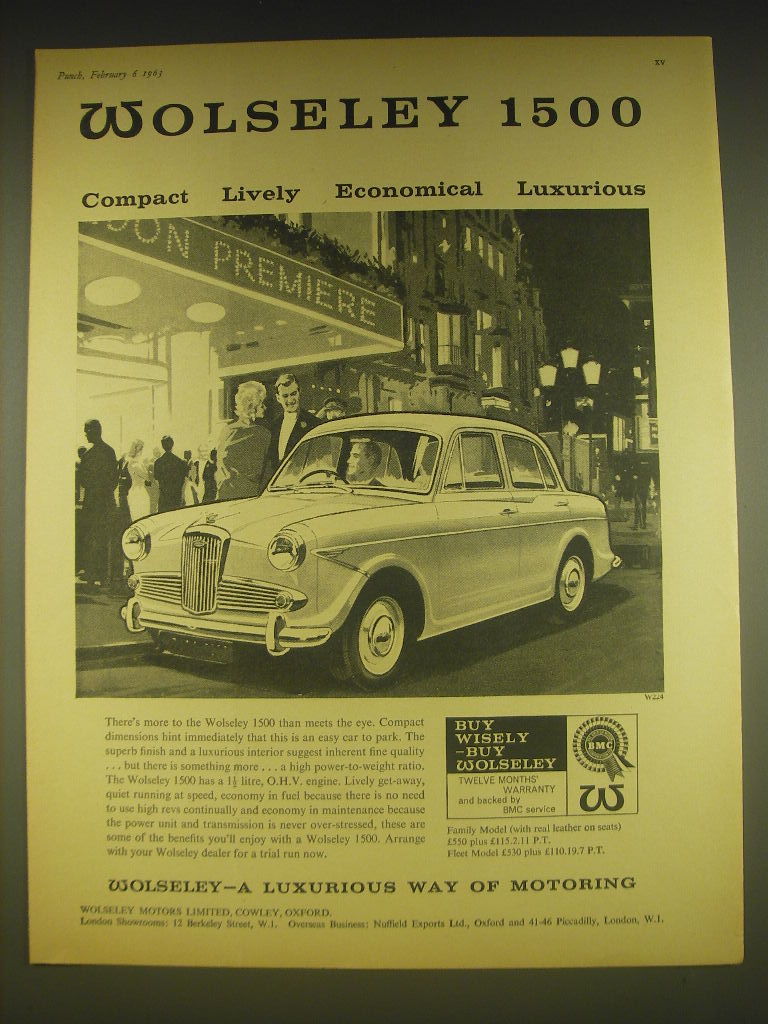 Punch, February 6 1963
XV
WOLSELEY 1500
Compact Lively Economical Luxurious
ON PREMIERE
W224
There's more to the Wolseley 1500 than meets the eye. Compact
dimensions hint immediately that this is an easy car to park. The
superb finish and a luxurious interior suggest inherent fine quality
. . . but there is something more . . . a high power-to-weight ratio.
The Wolseley 1500 has a 1½ litre, O.H.V. engine. Lively get-away,
quiet running at speed, economy in fuel because there is no need
to use high revs continually and economy in maintenance because
the power unit and transmission is never over-stressed, these are
some of the benefits you'll enjoy with a Wolseley 1500. Arrange
with your Wolseley dealer for a trial run now.
BUY
WISELY
-BUY
WOLSELEY
TWELVE MONTHS'
WARRANTY
and backed by
BMC service
BMC
W
Family Model (with real leather on seats)
£550 plus £115.2.11 P.T.
Fleet Model £530 plus £110.19.7 P.T.
WOLSELEY—A LUXURIOUS WAY OF MOTORING
WOLSELEY MOTORS LIMITED, COWLEY, OXFORD.
London Showrooms: 12 Berkeley Street, W.1. Overseas Business: Nuffield Exports Ltd., Oxford and 41-46 Piccadilly, London, W.1.